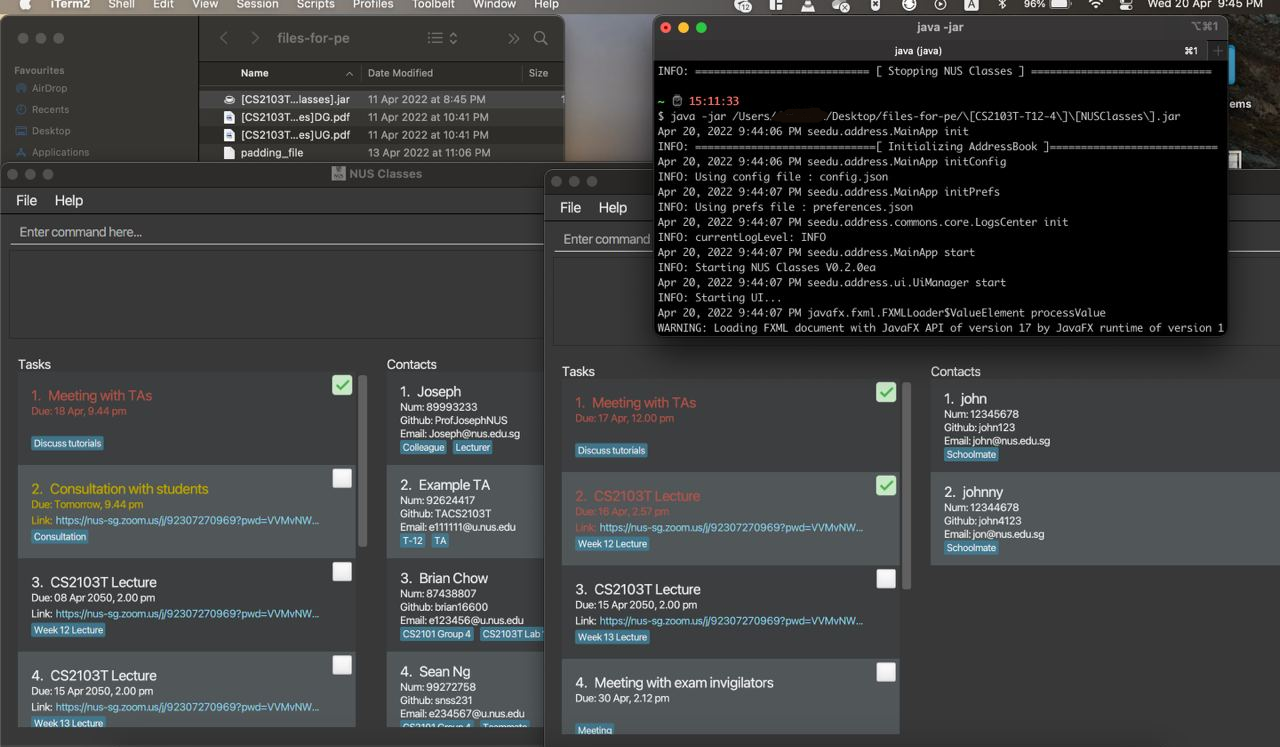 iTerm2 Shell Edit View Session Scripts Profiles Toolbelt Window Help 12 A 96% Wed 20 Apr 9:45 PM
files-for-pe
Favourites
AirDrop
Recents
Desktop
Applications
Name Date Modified Size
[CS2103T...lasses].jar 11 Apr 2022 at 8:45 PM
[CS2103T...es]DG.pdf 11 Apr 2022 at 8:41 PM
[CS2103T...es]UG.pdf 11 Apr 2022 at 8:40 PM
padding_file 13 Apr 2022 at 11:06 PM
java -jar ⌥⌘1
java (java) ⌘1 +
INFO: =========================== [ Stopping NUS Classes ] ============================
~ 15:11:33
$ java -jar /Users/ /Desktop/files-for-pe/\[CS2103T-T12-4\]\[NUSClasses\].jar
Apr 20, 2022 9:44:06 PM seedu.address.MainApp init
INFO: ============================[ Initializing AddressBook ]===========================
Apr 20, 2022 9:44:06 PM seedu.address.MainApp initConfig
INFO: Using config file : config.json
Apr 20, 2022 9:44:07 PM seedu.address.MainApp initPrefs
INFO: Using prefs file : preferences.json
Apr 20, 2022 9:44:07 PM seedu.address.commons.core.LogsCenter init
INFO: currentLogLevel: INFO
Apr 20, 2022 9:44:07 PM seedu.address.MainApp start
INFO: Starting NUS Classes V0.2.0ea
Apr 20, 2022 9:44:07 PM seedu.address.ui.UiManager start
INFO: Starting UI...
Apr 20, 2022 9:44:07 PM javafx.fxml.FXMLLoader$ValueElement processValue
WARNING: Loading FXML document with JavaFX API of version 17 by JavaFX runtime of version 1
ems
NUS Classes
File Help
Enter command here...
Tasks
1. Meeting with TAs
Due: 18 Apr, 9.44 pm
Discuss tutorials
2. Consultation with students
Due: Tomorrow, 9.44 pm
Link: https://nus-sg.zoom.us/j/92307270969?pwd=VVMvNW...
Consultation
3. CS2103T Lecture
Due: 08 Apr 2050, 2.00 pm
Link: https://nus-sg.zoom.us/j/92307270969?pwd=VVMvNW...
Week 12 Lecture
4. CS2103T Lecture
Due: 15 Apr 2050, 2.00 pm
Link: https://nus-sg.zoom.us/j/92307270969?pwd=VVMvNW...
Week 13 Lecture
Contacts
1. Joseph
Num: 89993233
Github: ProfJosephNUS
Email: Joseph@nus.edu.sg
Colleague Lecturer
2. Example TA
Num: 92624417
Github: TACS2103T
Email: e111111@u.nus.edu
T-12 TA
3. Brian Chow
Num: 87438807
Github: brian16600
Email: e123456@u.nus.edu
CS2101 Group 4 CS2103T Lab
4. Sean Ng
Num: 99272758
Github: snss231
Email: e234567@u.nus.edu
CS2101 Group 4 Teammate
File Help
Enter command
Tasks
1. Meeting with TAs
Due: 17 Apr, 12.00 pm
Discuss tutorials
2. CS2103T Lecture
Due: 16 Apr, 2.57 pm
Link: https://nus-sg.zoom.us/j/92307270969?pwd=VVMvNW...
Week 12 Lecture
3. CS2103T Lecture
Due: 15 Apr 2050, 2.00 pm
Link: https://nus-sg.zoom.us/j/92307270969?pwd=VVMvNW...
Week 13 Lecture
4. Meeting with exam invigilators
Due: 30 Apr, 2.12 pm
Meeting
Contacts
1. john
Num: 12345678
Github: john123
Email: john@nus.edu.sg
Schoolmate
2. johnny
Num: 12344678
Github: john4123
Email: jon@nus.edu.sg
Schoolmate